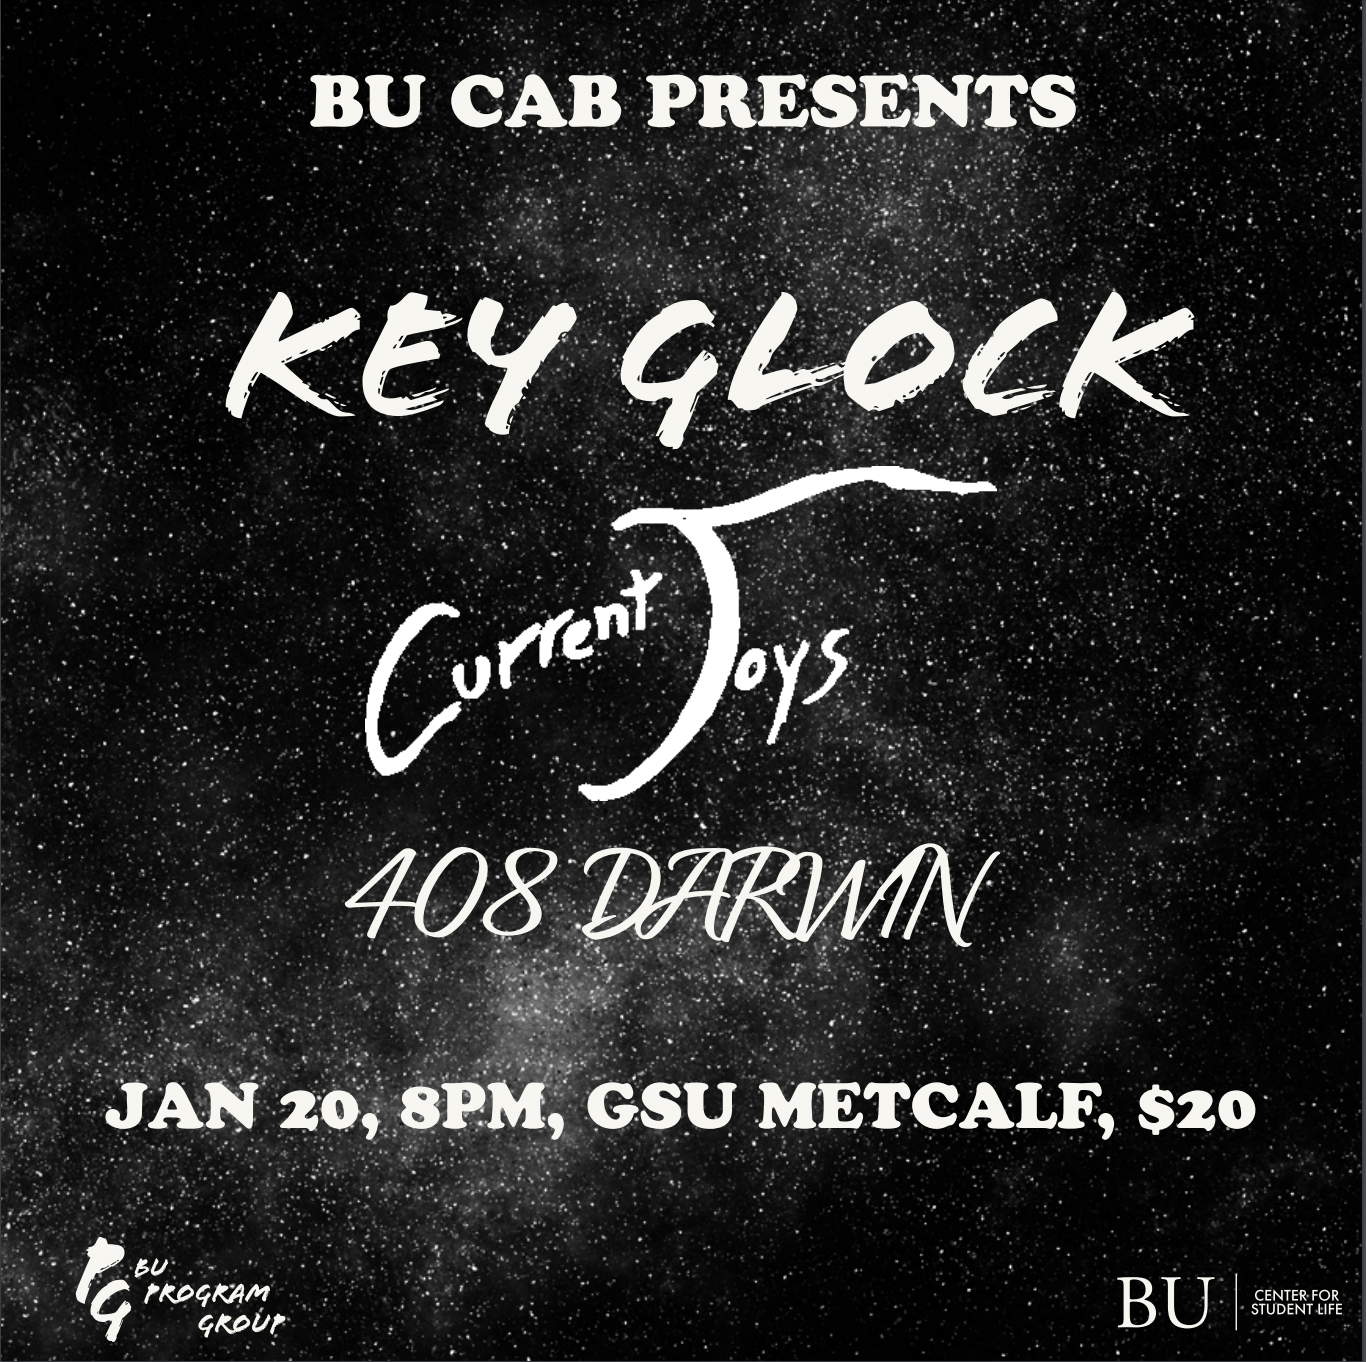 BU CAB PRESENTS
KEY GLOCK
Current Joys
408 DARWIN
JAN 20, 8PM, GSU METCALF, $20
PG BU
PROGRAM
GROUP
BU
CENTER FOR
STUDENT LIFE